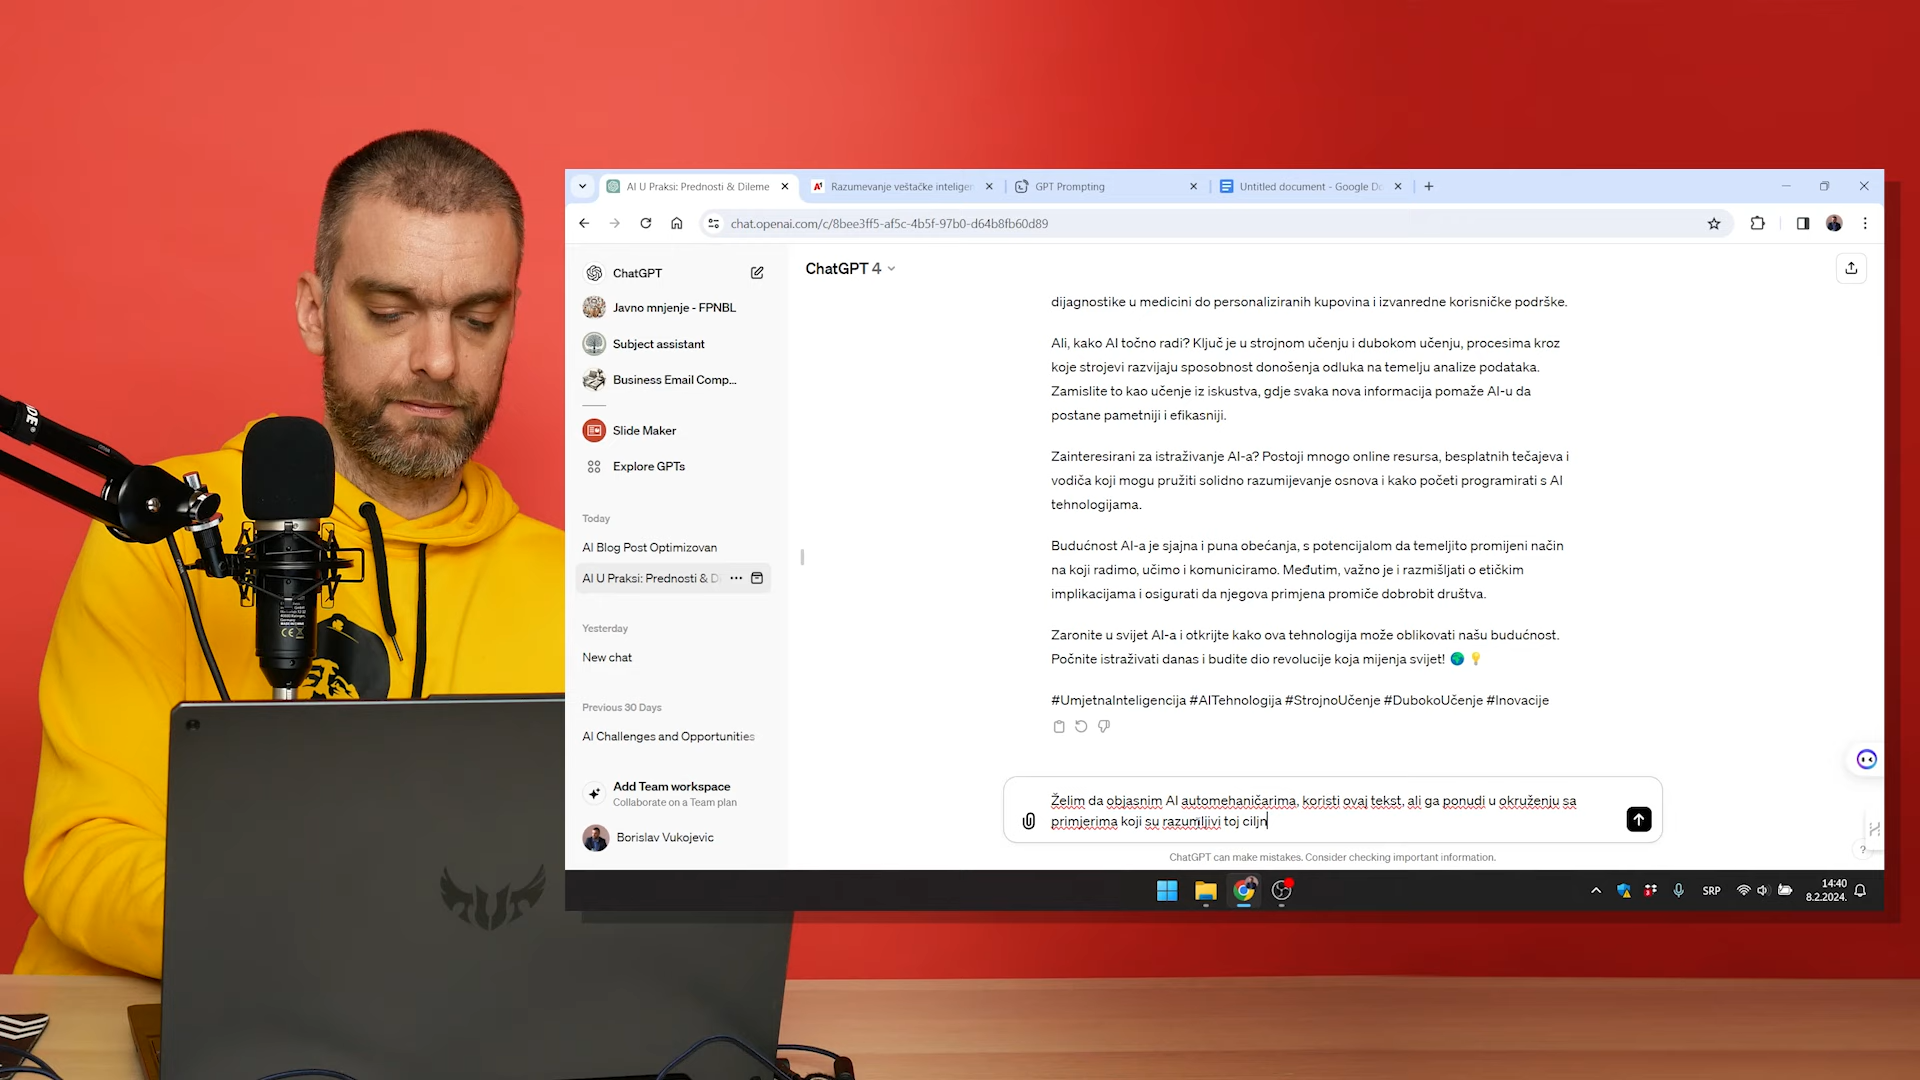 AI U Praksi: Prednosti & Dileme
Razumevanje veštačke inteliger
GPT Prompting
Untitled document - Google Do
chat.openai.com/c/8bee3ff5-af5c-4b5f-97b0-d64b8fb60d89
ChatGPT
Javno mnjenje - FPNBL
Subject assistant
Business Email Comp...
Slide Maker
Explore GPTs
Today
AI Blog Post Optimizovan
AI U Praksi: Prednosti & Di
Yesterday
New chat
Previous 30 Days
AI Challenges and Opportunities
Add Team workspace
Collaborate on a Team plan
Borislav Vukojevic
ChatGPT 4
dijagnostike u medicini do personaliziranih kupovina i izvanredne korisničke podrške.
Ali, kako AI točno radi? Ključ je u strojnom učenju i dubokom učenju, procesima kroz
koje strojevi razvijaju sposobnost donošenja odluka na temelju analize podataka.
Zamislite to kao učenje iz iskustva, gdje svaka nova informacija pomaže AI-u da
postane pametniji i efikasniji.
Zainteresirani za istraživanje AI-a? Postoji mnogo online resursa, besplatnih tečajeva i
vodiča koji mogu pružiti solidno razumijevanje osnova i kako početi programirati s AI
tehnologijama.
Budućnost AI-a je sjajna i puna obećanja, s potencijalom da temeljito promijeni način
na koji radimo, učimo i komuniciramo. Međutim, važno je i razmišljati o etičkim
implikacijama i osigurati da njegova primjena promiče dobrobit društva.
Zaronite u svijet AI-a i otkrijte kako ova tehnologija može oblikovati našu budućnost.
Počnite istraživati danas i budite dio revolucije koja mijenja svijet! 🌍 💡
#UmjetnaInteligencija #AITehnologija #StrojnoUčenje #DubokoUčenje #Inovacije
Želim da objasnim AI automehaničarima, koristi ovaj tekst, ali ga ponudi u okruženju sa
primjerima koji su razumljivi toj ciljn
ChatGPT can make mistakes. Consider checking important information.
?
SRP
14:40
8.2.2024.